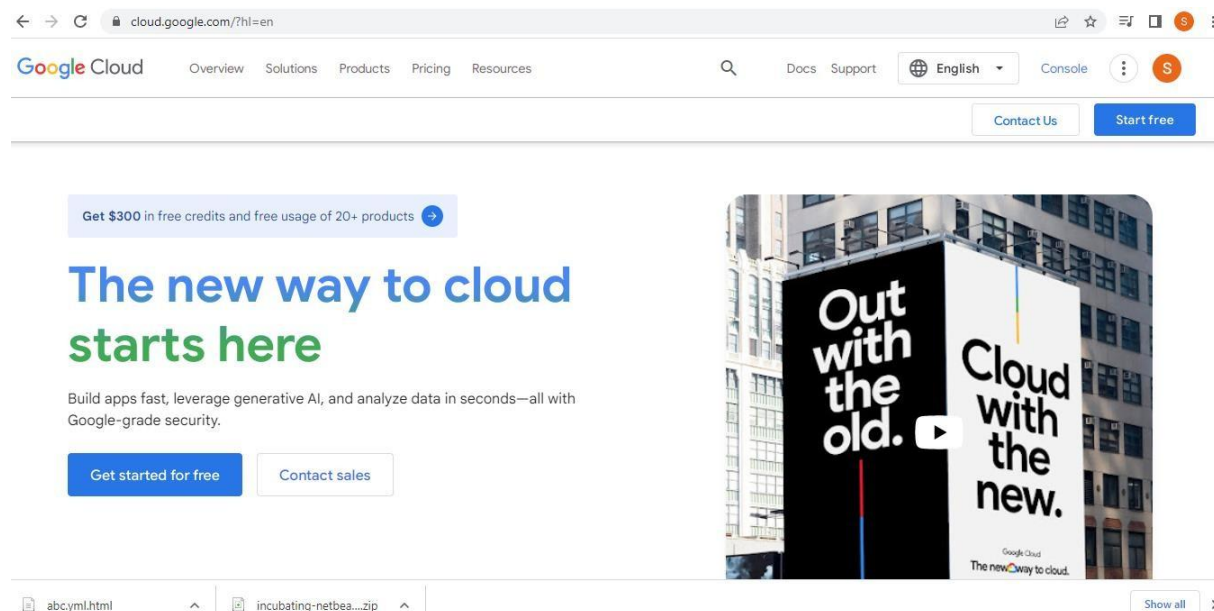 cloud.google.com/?hl=en
S
Google Cloud Overview Solutions Products Pricing Resources Docs Support English Console S
Contact Us Start free
Get $300 in free credits and free usage of 20+ products
The new way to cloud
starts here
Build apps fast, leverage generative AI, and analyze data in seconds—all with
Google-grade security.
Get started for free Contact sales
Out
with
the
old.
Cloud
with
the
new.
Google Cloud
The new way to cloud.
abc.yml.html incubating-netbea....zip Show all